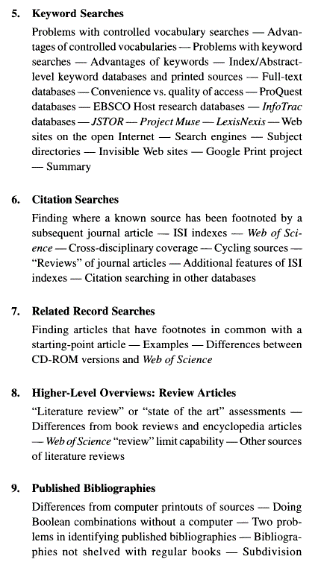 5. Keyword Searches
Problems with controlled vocabulary searches — Advan-
tages of controlled vocabularies — Problems with keyword
searches — Advantages of keywords — Index/Abstract-
level keyword databases and printed sources — Full-text
databases — Convenience vs. quality of access — ProQuest
databases — EBSCO Host research databases — InfoTrac
databases — JSTOR — Project Muse — LexisNexis — Web
sites on the open Internet — Search engines — Subject
directories — Invisible Web sites — Google Print project
— Summary
6. Citation Searches
Finding where a known source has been footnoted by a
subsequent journal article — ISI indexes — Web of Sci-
ence — Cross-disciplinary coverage — Cycling sources —
“Reviews” of journal articles — Additional features of ISI
indexes — Citation searching in other databases
7. Related Record Searches
Finding articles that have footnotes in common with a
starting-point article — Examples — Differences between
CD-ROM versions and Web of Science
8. Higher-Level Overviews: Review Articles
“Literature review” or “state of the art” assessments —
Differences from book reviews and encyclopedia articles
— Web of Science “review” limit capability — Other sources
of literature reviews
9. Published Bibliographies
Differences from computer printouts of sources — Doing
Boolean combinations without a computer — Two prob-
lems in identifying published bibliographies — Bibliogra-
phies not shelved with regular books — Subdivision